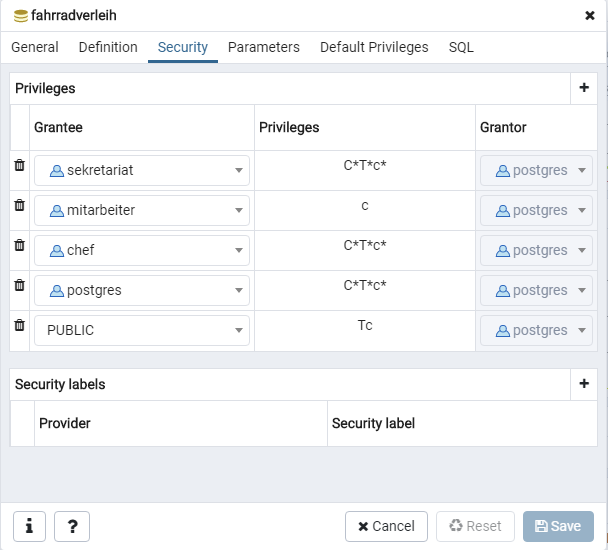 fahrradverleih
General Definition Security Parameters Default Privileges SQL
Privileges
Grantee Privileges Grantor
sekretariat C*T*c* postgres
mitarbeiter c postgres
chef C*T*c* postgres
postgres C*T*c* postgres
PUBLIC Tc postgres
Security labels
Provider Security label
i ? Cancel Reset Save